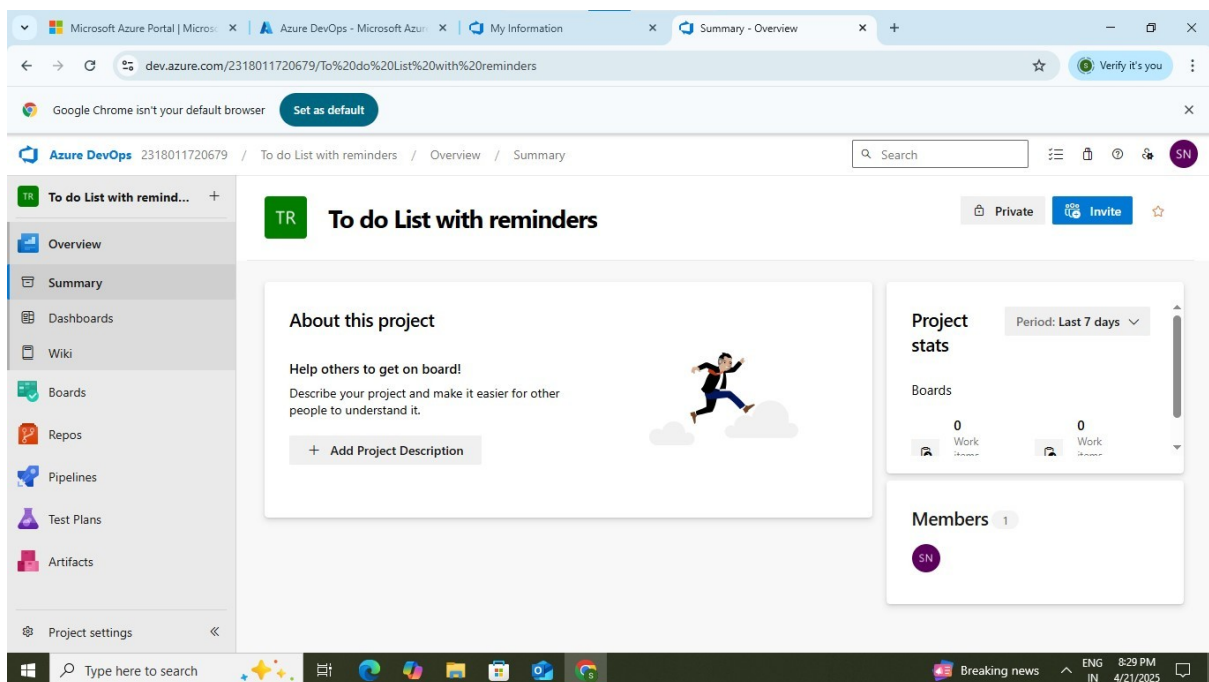 Microsoft Azure Portal | Microsc
Azure DevOps - Microsoft Azur
My Information
Summary - Overview
dev.azure.com/2318011720679/To%20do%20List%20with%20reminders
S
Verify it's you
Google Chrome isn't your default browser
Set as default
Azure DevOps 2318011720679 / To do List with reminders / Overview / Summary
Search
SN
TR To do List with remind... +
TR To do List with reminders
Private
Invite
Overview
Summary
Dashboards
Wiki
Boards
Repos
Pipelines
Test Plans
Artifacts
Project settings
About this project
Help others to get on board!
Describe your project and make it easier for other
people to understand it.
+ Add Project Description
Project
stats
Period: Last 7 days
Boards
0
Work
items
0
Work
items
Members 1
SN
Type here to search
Breaking news
ENG
IN
8:29 PM
4/21/2025